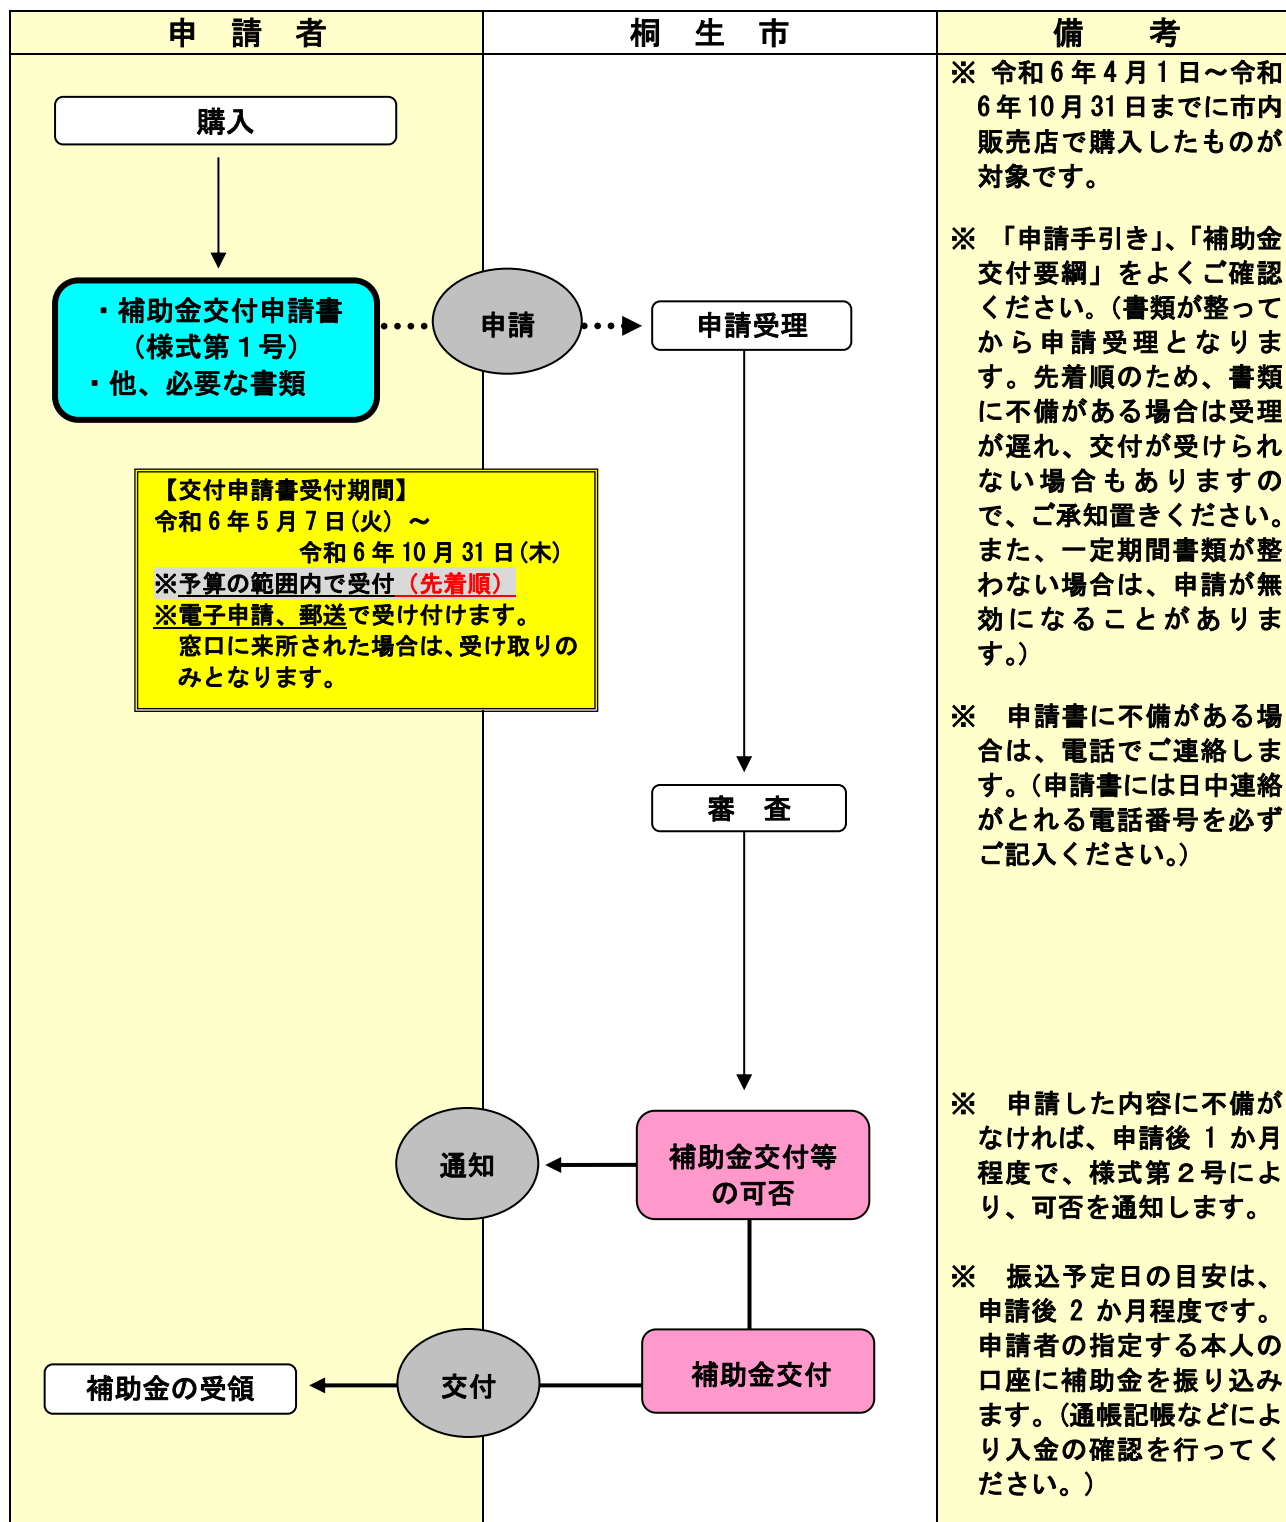 申　請　者
桐　生　市
備　　考
購入
・補助金交付申請書
（様式第１号）
・他、必要な書類
申請
申請受理
【交付申請書受付期間】
令和６年５月７日(火) ～
令和６年10月31日(木)
※予算の範囲内で受付（先着順）
※電子申請、郵送で受け付けます。
窓口に来所された場合は、受け取りの
みとなります。
審　査
通知
補助金交付等
の可否
補助金の受領
交付
補助金交付
※ 令和６年４月１日～令和
６年10月31日までに市内
販売店で購入したものが
対象です。
※ 「申請手引き」、「補助金
交付要綱」をよくご確認
ください。（書類が整って
から申請受理となりま
す。先着順のため、書類
に不備がある場合は受理
が遅れ、交付が受けられ
ない場合もありますの
で、ご承知置きください。
また、一定期間書類が整
わない場合は、申請が無
効になることがありま
す。）
※　申請書に不備がある場
合は、電話でご連絡しま
す。（申請書には日中連絡
がとれる電話番号を必ず
ご記入ください。）
※　申請した内容に不備が
なければ、申請後 1 か月
程度で、様式第２号によ
り、可否を通知します。
※　振込予定日の目安は、
申請後 2 か月程度です。
申請者の指定する本人の
口座に補助金を振り込み
ます。（通帳記帳などによ
り入金の確認を行ってく
ださい。）